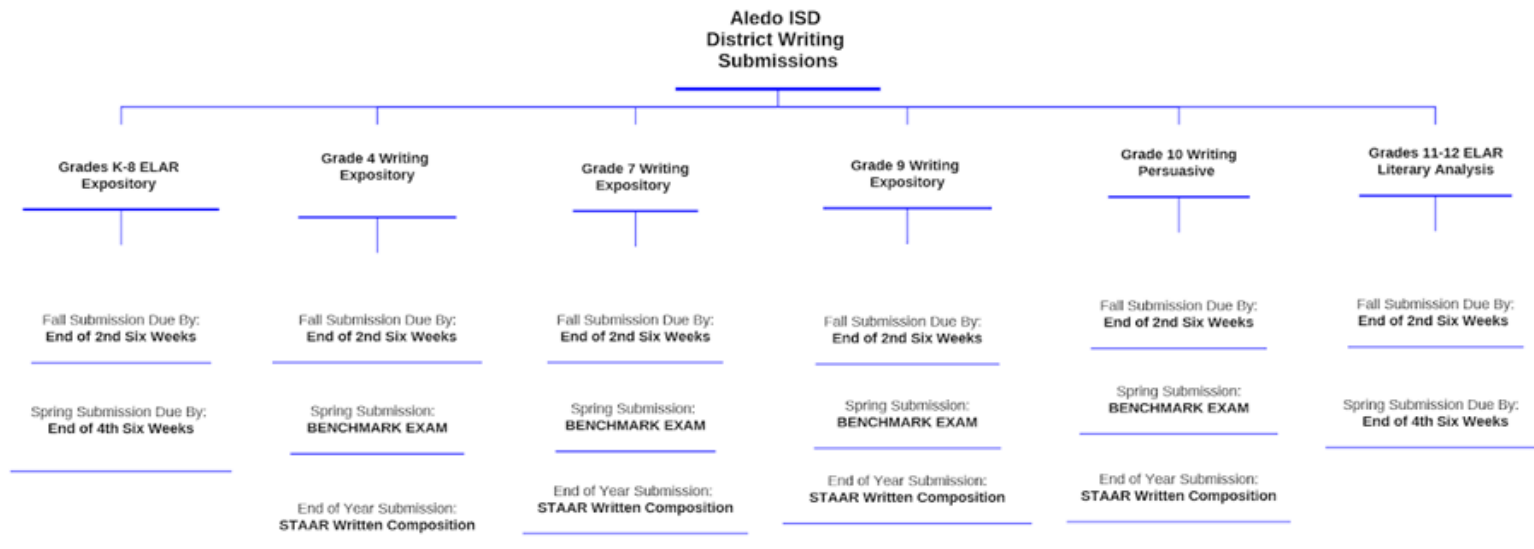 Aledo ISD
District Writing
Submissions
Grades K-8 ELAR
Expository
Grade 4 Writing
Expository
Grade 7 Writing
Expository
Grade 9 Writing
Expository
Grade 10 Writing
Persuasive
Grades 11-12 ELAR
Literary Analysis
Fall Submission Due By:
End of 2nd Six Weeks
Fall Submission Due By:
End of 2nd Six Weeks
Fall Submission Due By:
End of 2nd Six Weeks
Fall Submission Due By:
End of 2nd Six Weeks
Fall Submission Due By:
End of 2nd Six Weeks
Fall Submission Due By:
End of 2nd Six Weeks
Spring Submission Due By:
End of 4th Six Weeks
Spring Submission:
BENCHMARK EXAM
Spring Submission:
BENCHMARK EXAM
Spring Submission:
BENCHMARK EXAM
Spring Submission:
BENCHMARK EXAM
Spring Submission Due By:
End of 4th Six Weeks
End of Year Submission:
STAAR Written Composition
End of Year Submission:
STAAR Written Composition
End of Year Submission:
STAAR Written Composition
End of Year Submission:
STAAR Written Composition